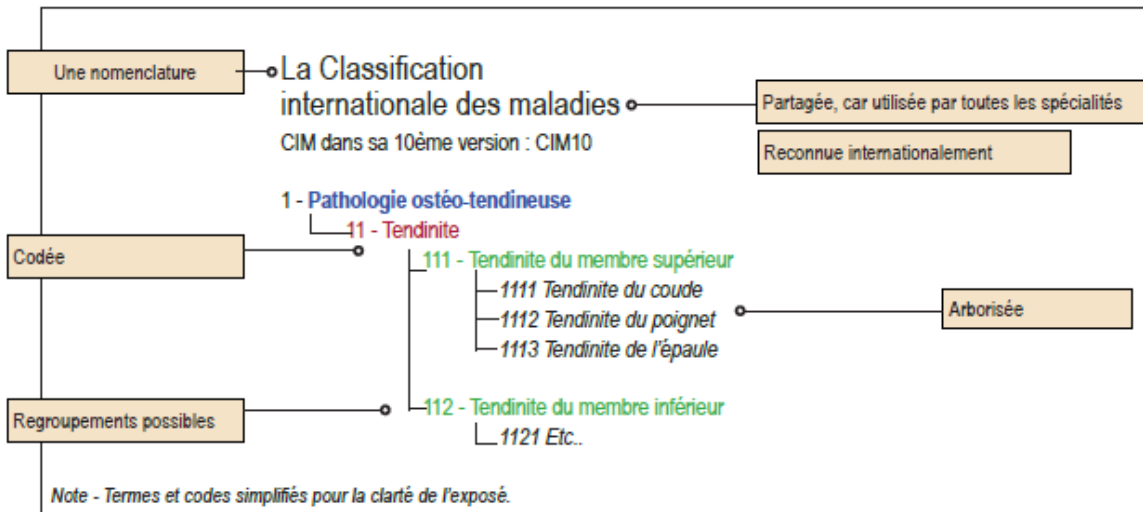 Une nomenclature
La Classification
internationale des maladies
CIM dans sa 10ème version : CIM10
Partagée, car utilisée par toutes les spécialités
Reconnue internationalement
1 - Pathologie ostéo-tendineuse
11 - Tendinite
Codée
111 - Tendinite du membre supérieur
1111 Tendinite du coude
1112 Tendinite du poignet
Arborisée
1113 Tendinite de l'épaule
Regroupements possibles
112 - Tendinite du membre inférieur
1121 Etc..
Note - Termes et codes simplifiés pour la clarté de l'exposé.